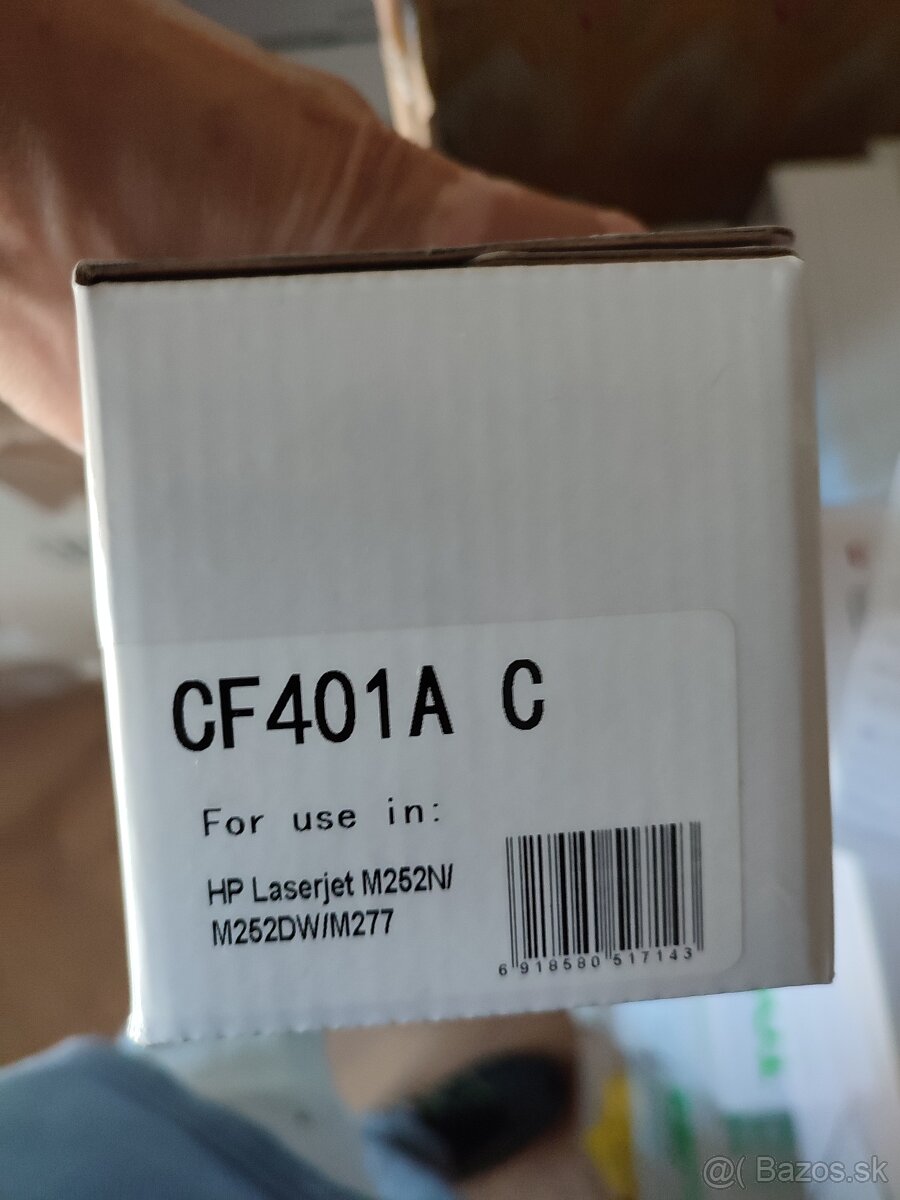 CF401A C
For use in:
HP Laserjet M252N/
M252DW/M277
6 918580 517143
@( Bazos.sk